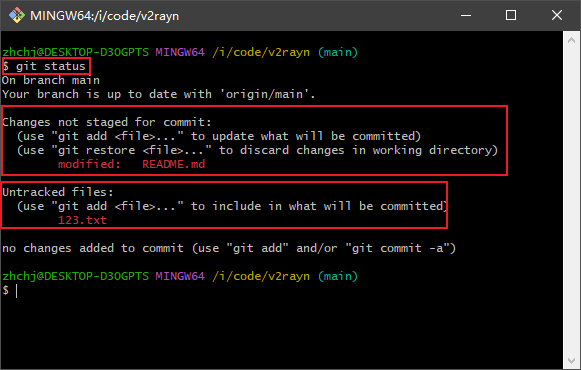 MINGW64:/i/code/v2rayn
zhchj@DESKTOP-D3OGPTS MINGW64 /i/code/v2rayn (main)
$ git status
On branch main
Your branch is up to date with 'origin/main'.
Changes not staged for commit:
(use "git add <file>..." to update what will be committed)
(use "git restore <file>..." to discard changes in working directory)
modified: README.md
Untracked files:
(use "git add <file>..." to include in what will be committed)
123.txt
no changes added to commit (use "git add" and/or "git commit -a")
zhchj@DESKTOP-D3OGPTS MINGW64 /i/code/v2rayn (main)
$